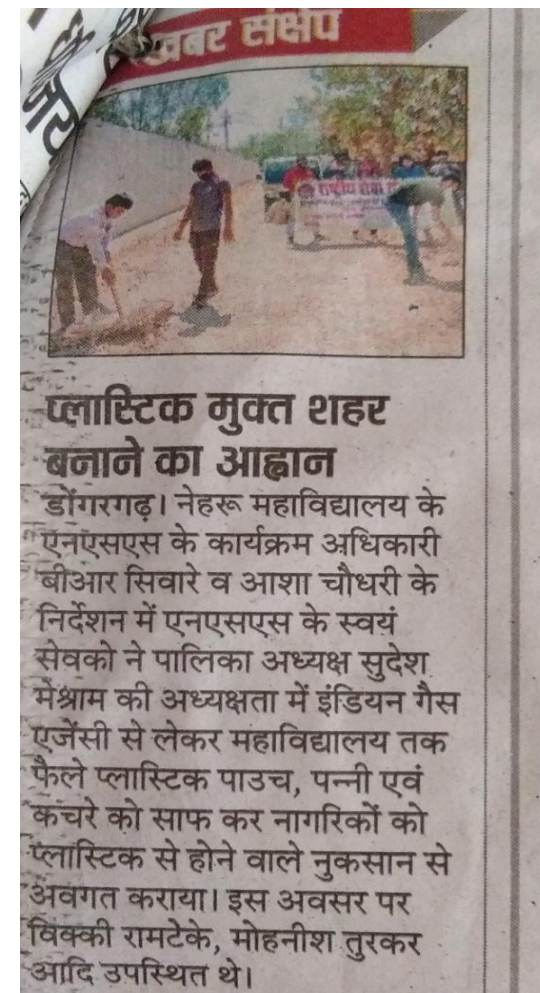 खबर संक्षेप
राष्ट्रीय सेवा
प्लास्टिक मुक्त शहर
बनाने का आह्वान
डोंगरगढ़। नेहरू महाविद्यालय के
एनएसएस के कार्यक्रम अधिकारी
बीआर सिवारे व आशा चौधरी के
निर्देशन में एनएसएस के स्वयं
सेवको ने पालिका अध्यक्ष सुदेश
मेश्राम की अध्यक्षता में इंडियन गैस
एजेंसी से लेकर महाविद्यालय तक
फैले प्लास्टिक पाउच, पन्नी एवं
कचरे को साफ कर नागरिकों को
प्लास्टिक से होने वाले नुकसान से
अवगत कराया। इस अवसर पर
विक्की रामटेके, मोहनीश तुरकर
आदि उपस्थित थे।